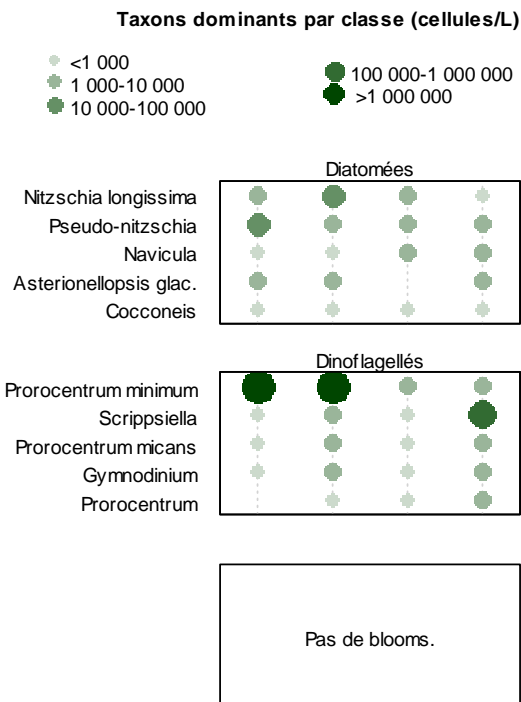 Taxons dominants par classe (cellules/L)
<1 000
1 000-10 000
10 000-100 000
100 000-1 000 000
>1 000 000
Diatomées
Nitzschia longissima
Pseudo-nitzschia
Navicula
Asterionellopsis glac.
Cocconeis
Dinoflagellés
Prorocentrum minimum
Scrippsiella
Prorocentrum micans
Gymnodinium
Prorocentrum
Pas de blooms.